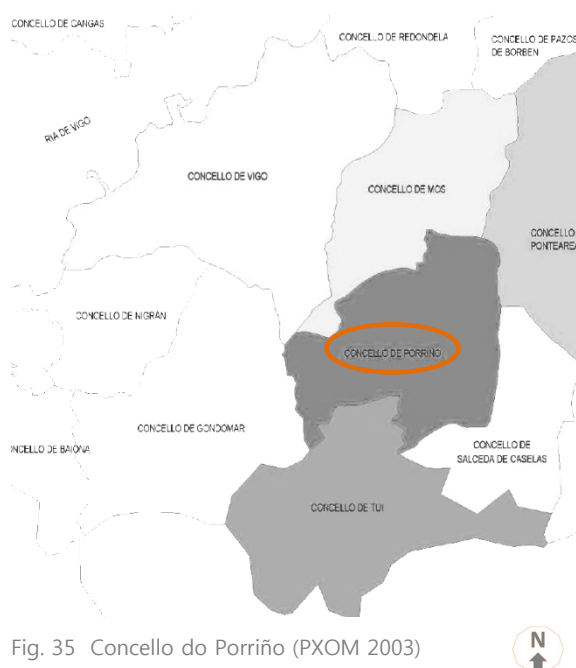 CONCELLO DE CANGAS
CONCELLO DE REDONDELA
CONCELLO DE PAZOS
DE BORBEN
RIA DE VIGO
CONCELLO DE VIGO
CONCELLO DE MOS
CONCELLO
PONTEAREA
CONCELLO DE NIGRÁN
CONCELLO DE PORRIÑO
CONCELLO DE GONDOMAR
CONCELLO DE BAIONA
CONCELLO DE
SALCEDA DE CASELAS
CONCELLO DE TUI
Fig. 35 Concello do Porriño (PXOM 2003)
N